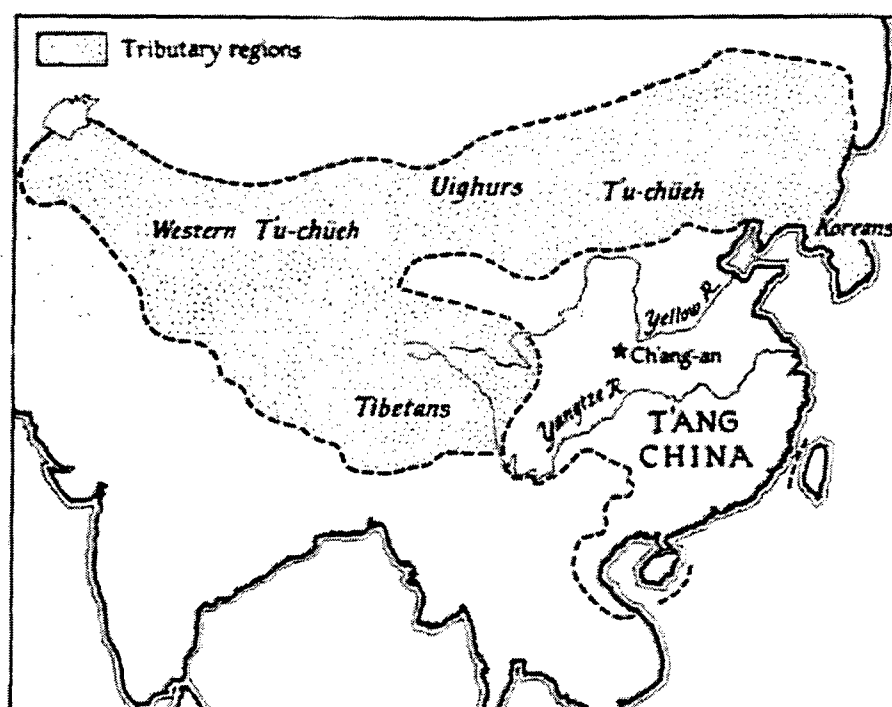 Tributary regions
Uighurs
Tu-chüeh
Western Tu-chüeh
Koreans
Yellow R.
Ch'ang-an
Tibetans
Yangtze R.
T'ANG
CHINA